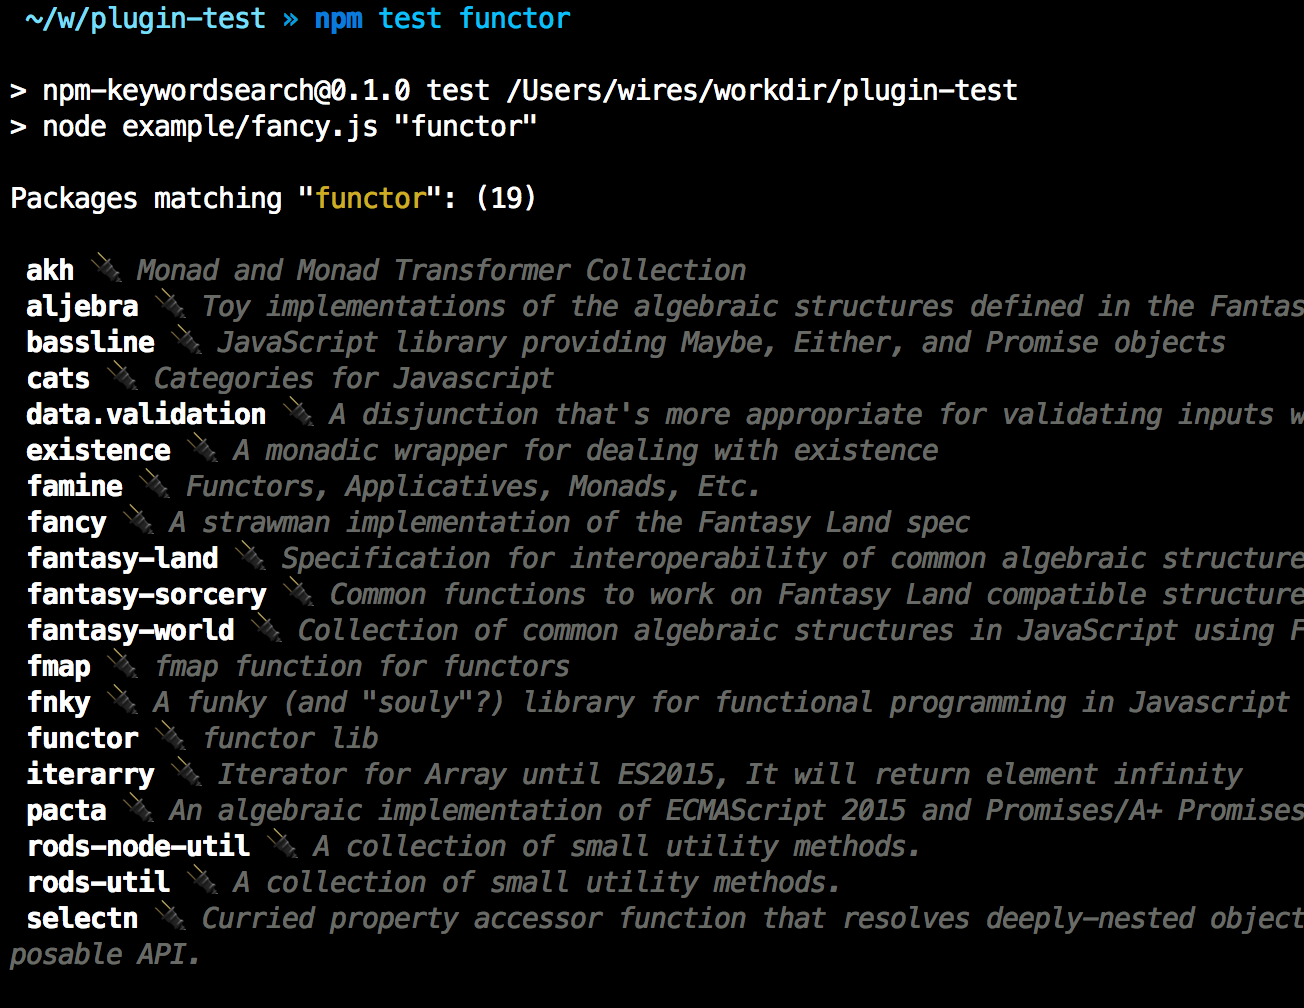 ~/w/plugin-test » npm test functor
> npm-keywordsearch@0.1.0 test /Users/wires/workdir/plugin-test
> node example/fancy.js "functor"
Packages matching "functor": (19)
akh 🔌 Monad and Monad Transformer Collection
aljebra 🔌 Toy implementations of the algebraic structures defined in the Fantas
bassline 🔌 JavaScript library providing Maybe, Either, and Promise objects
cats 🔌 Categories for Javascript
data.validation 🔌 A disjunction that's more appropriate for validating inputs w
existence 🔌 A monadic wrapper for dealing with existence
famine 🔌 Functors, Applicatives, Monads, Etc.
fancy 🔌 A strawman implementation of the Fantasy Land spec
fantasy-land 🔌 Specification for interoperability of common algebraic structure
fantasy-sorcery 🔌 Common functions to work on Fantasy Land compatible structure
fantasy-world 🔌 Collection of common algebraic structures in JavaScript using F
fmap 🔌 fmap function for functors
fnky 🔌 A funky (and "souly"?) library for functional programming in Javascript
functor 🔌 functor lib
iterarry 🔌 Iterator for Array until ES2015, It will return element infinity
pacta 🔌 An algebraic implementation of ECMAScript 2015 and Promises/A+ Promises
rods-node-util 🔌 A collection of small utility methods.
rods-util 🔌 A collection of small utility methods.
selectn 🔌 Curried property accessor function that resolves deeply-nested object
posable API.